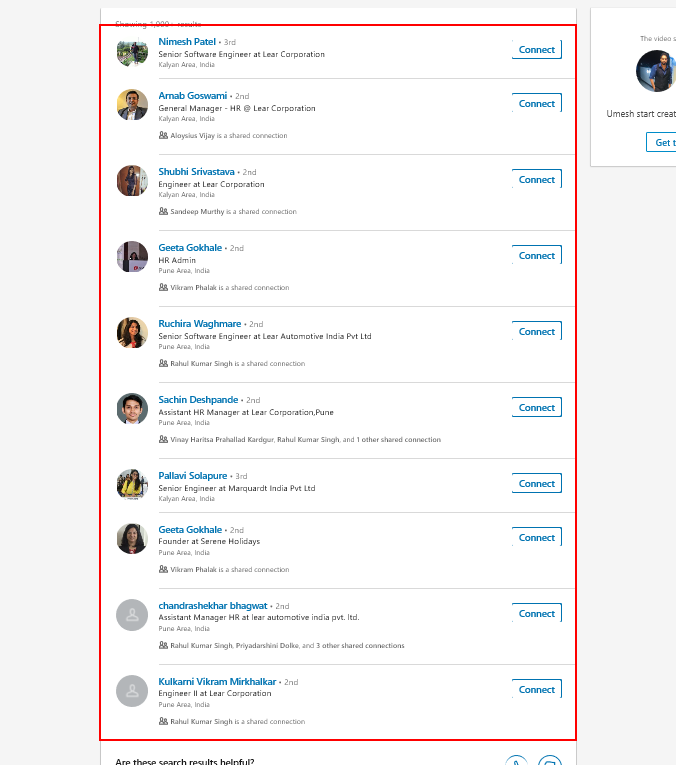 Showing 1,000+ results
Nimesh Patel • 3rd
Senior Software Engineer at Lear Corporation
Kalyan Area, India
Connect
Arnab Goswami • 2nd
General Manager - HR @ Lear Corporation
Kalyan Area, India
Aloysius Vijay is a shared connection
Connect
Shubhi Srivastava • 2nd
Engineer at Lear Corporation
Kalyan Area, India
Sandeep Murthy is a shared connection
Connect
Geeta Gokhale • 2nd
HR Admin
Pune Area, India
Vikram Phalak is a shared connection
Connect
Ruchira Waghmare • 2nd
Senior Software Engineer at Lear Automotive India Pvt Ltd
Pune Area, India
Rahul Kumar Singh is a shared connection
Connect
Sachin Deshpande • 2nd
Assistant HR Manager at Lear Corporation,Pune
Pune Area, India
Vinay Haritsa Prahallad Kardgur, Rahul Kumar Singh, and 1 other shared connection
Connect
Pallavi Solapure • 3rd
Senior Engineer at Marquardt India Pvt Ltd
Kalyan Area, India
Connect
Geeta Gokhale • 2nd
Founder at Serene Holidays
Pune Area, India
Vikram Phalak is a shared connection
Connect
chandrashekhar bhagwat • 2nd
Assistant Manager HR at lear automotive india pvt. ltd.
Pune Area, India
Rahul Kumar Singh, Priyadarshini Dolke, and 3 other shared connections
Connect
Kulkarni Vikram Mirkhalkar • 2nd
Engineer II at Lear Corporation
Pune Area, India
Rahul Kumar Singh is a shared connection
Connect
Are these search results helpful?
The video s
Umesh start creat
Get t